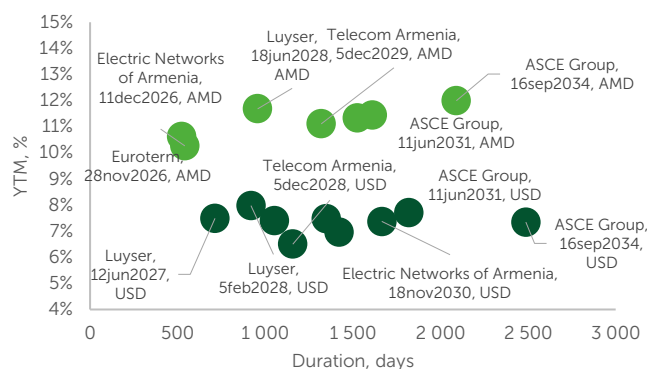 15%
14%
13%
12%
11%
10%
9%
8%
7%
6%
5%
4%
YTM, %
Electric Networks
of Armenia,
11dec2026, AMD
Luyser,
18jun2028,
AMD
Telecom Armenia,
5dec2029, AMD
ASCE Group,
16sep2034, AMD
ASCE Group,
11jun2031, AMD
Euroterm,
28nov2026, AMD
Telecom Armenia,
5dec2028, USD
ASCE Group,
11jun2031, USD
Luyser,
12jun2027,
USD
Luyser,
5feb2028, USD
Electric Networks of Armenia,
18nov2030, USD
ASCE Group,
16sep2034,
USD
0
500
1 000
1 500
2 000
2 500
3 000
Duration, days